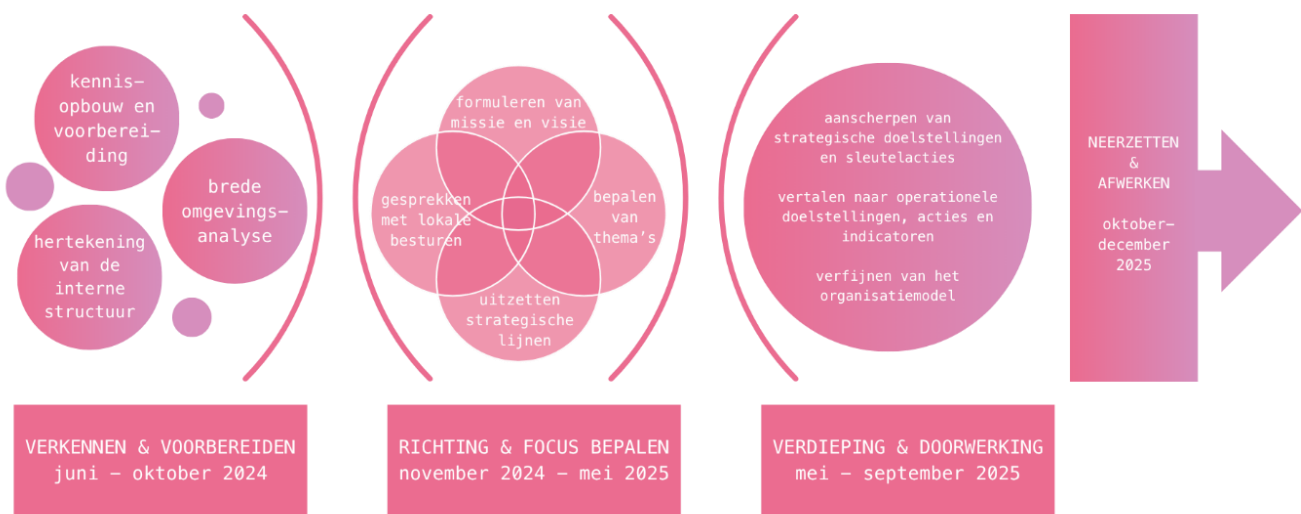 kennis-
opbouw en
voorberei-
ding
brede
omgevings-
analyse
hertekening
van de
interne
structuur
VERKENNEN & VOORBEREIDEN
juni – oktober 2024
formuleren van
missie en visie
gesprekken
met lokale
besturen
bepalen
van
thema's
uitzetten
strategische
lijnen
RICHTING & FOCUS BEPALEN
november 2024 – mei 2025
aanscherpen van
strategische doelstellingen
en sleutelacties
vertalen naar operationele
doelstellingen, acties en
indicatoren
verfijnen van het
organisatiemodel
VERDIEPING & DOORWERKING
mei – september 2025
NEERZETTEN
&
AFWERKEN
oktober–
december
2025